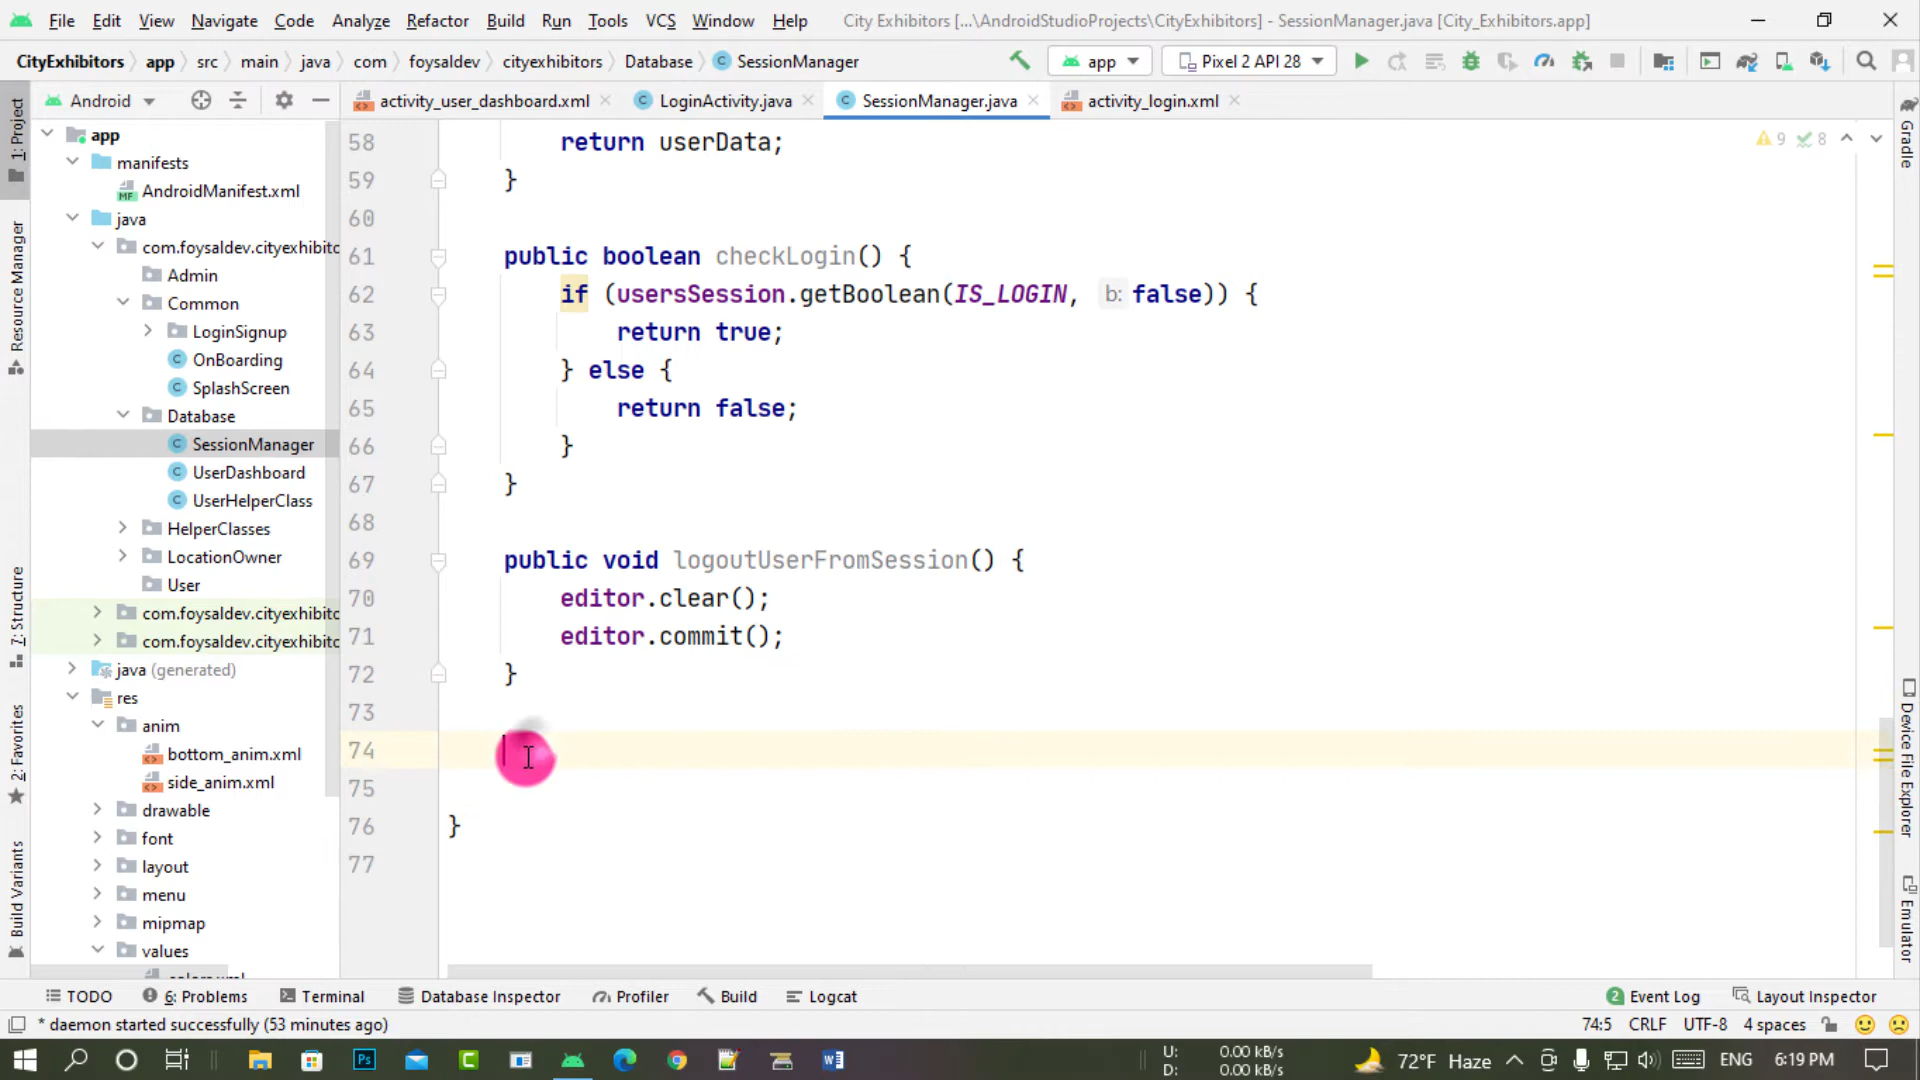 File Edit View Navigate Code Analyze Refactor Build Run Tools VCS Window Help City Exhibitors [...\AndroidStudioProjects\CityExhibitors] - SessionManager.java [City_Exhibitors.app]
CityExhibitors app src main java com foysaldev cityexhibitors Database SessionManager app Pixel 2 API 28
Android activity_user_dashboard.xml LoginActivity.java SessionManager.java activity_login.xml
1: Project
Resource Manager
7: Structure
2: Favorites
Build Variants
app
manifests
AndroidManifest.xml
java
com.foysaldev.cityexhibito
Admin
Common
LoginSignup
OnBoarding
SplashScreen
Database
SessionManager
UserDashboard
UserHelperClass
HelperClasses
LocationOwner
User
com.foysaldev.cityexhibito
com.foysaldev.cityexhibito
java (generated)
res
anim
bottom_anim.xml
side_anim.xml
drawable
font
layout
menu
mipmap
values
58 return userData;
59 }
60
61 public boolean checkLogin() {
62 if (usersSession.getBoolean(IS_LOGIN, b: false)) {
63 return true;
64 } else {
65 return false;
66 }
67 }
68
69 public void logoutUserFromSession() {
70 editor.clear();
71 editor.commit();
72 }
73
74
75
76 }
77
9 8
Gradle
Device File Explorer
Emulator
TODO 6: Problems Terminal Database Inspector Profiler Build Logcat 2 Event Log Layout Inspector
* daemon started successfully (53 minutes ago) 74:5 CRLF UTF-8 4 spaces
U: 0.00 kB/s
D: 0.00 kB/s
72°F Haze ENG 6:19 PM